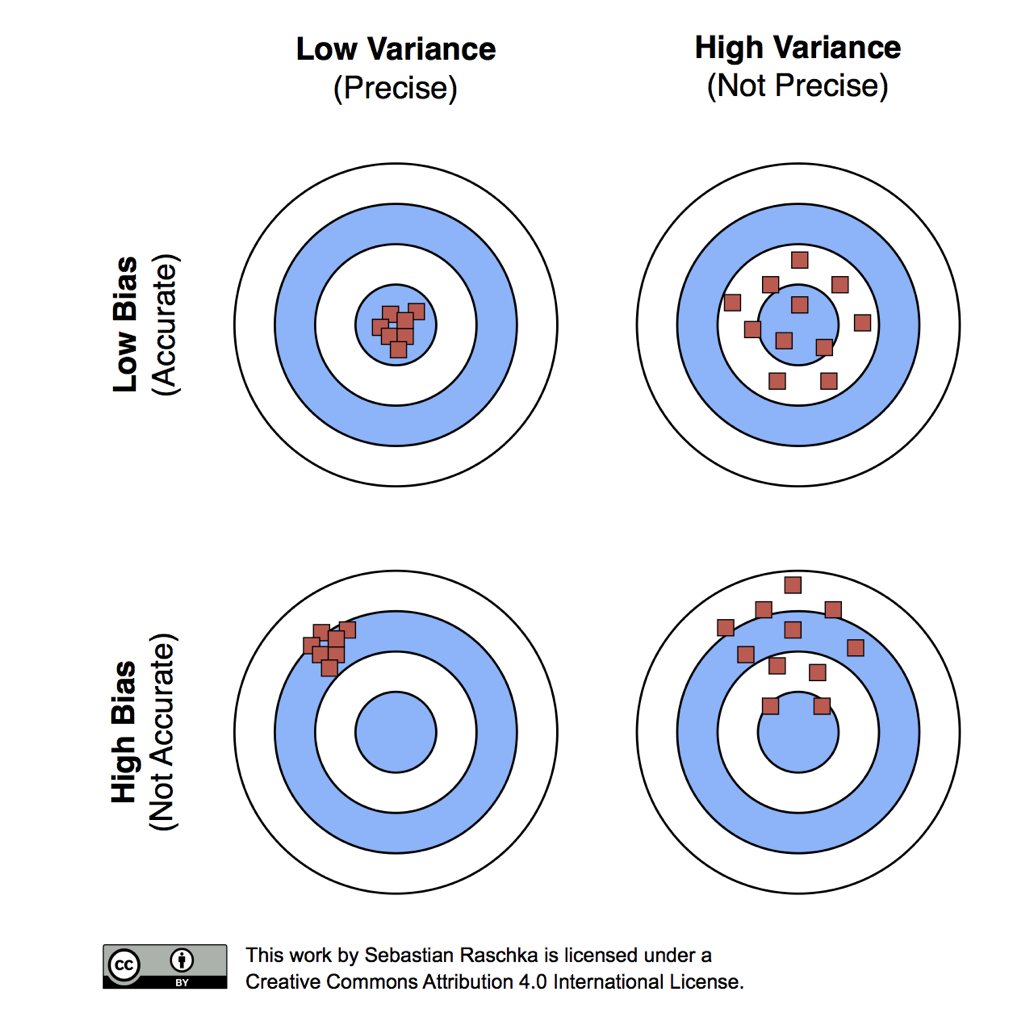 Low Variance
(Precise)
High Variance
(Not Precise)
Low Bias
(Accurate)
High Bias
(Not Accurate)
cc
BY
This work by Sebastian Raschka is licensed under a
Creative Commons Attribution 4.0 International License.